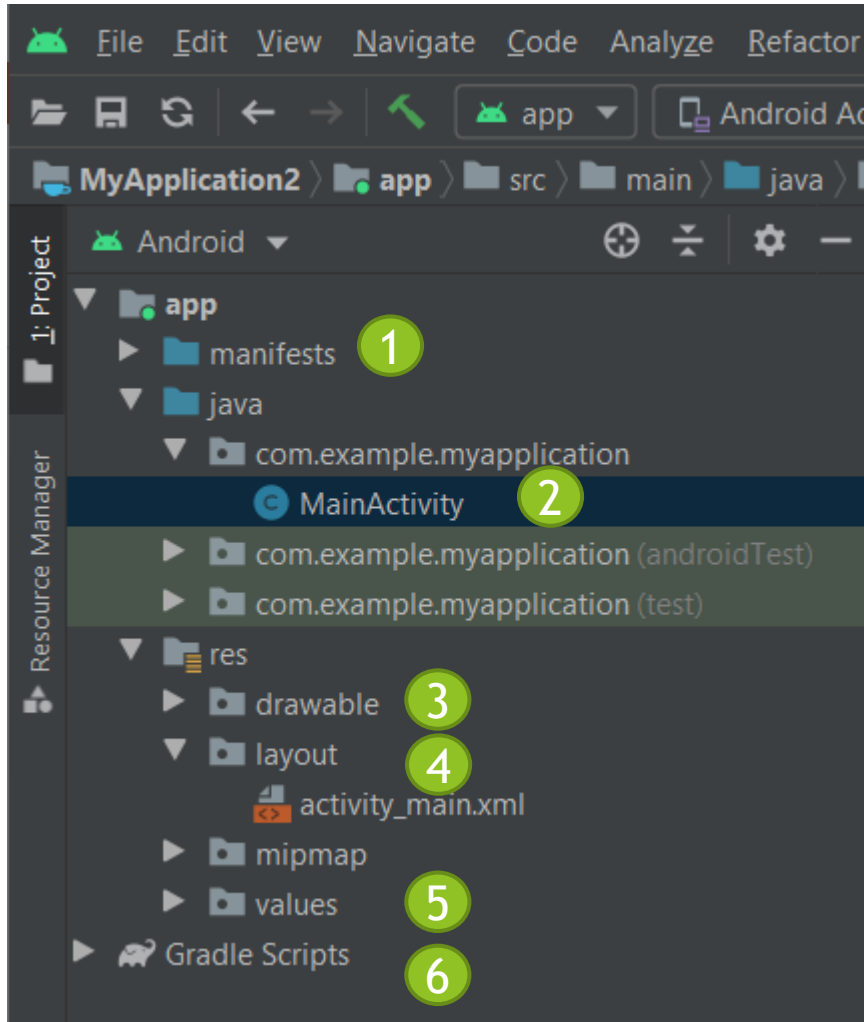 File Edit View Navigate Code Analyze Refactor
app Android
MyApplication2 app src main java
1: Project
Resource Manager
Android
app
manifests 1
java
com.example.myapplication
MainActivity 2
com.example.myapplication (androidTest)
com.example.myapplication (test)
res
drawable 3
layout 4
activity_main.xml
mipmap
values 5
Gradle Scripts 6